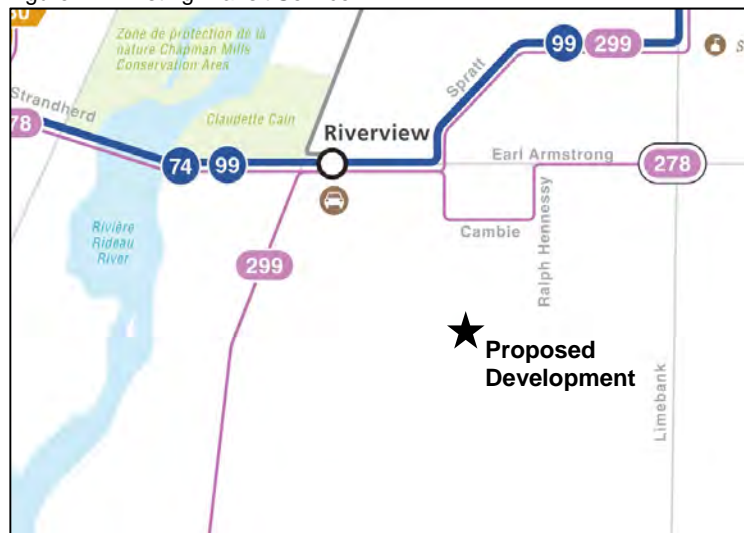 Zone de protection de la
nature Chapman Mills
Conservation Area
99
299
Strandherd
Spratt
Claudette Cain
78
Riverview
Earl Armstrong
278
74
99
Rivière
Rideau
River
Cambie
Ralph Hennessy
299
Proposed
Development
Limebank